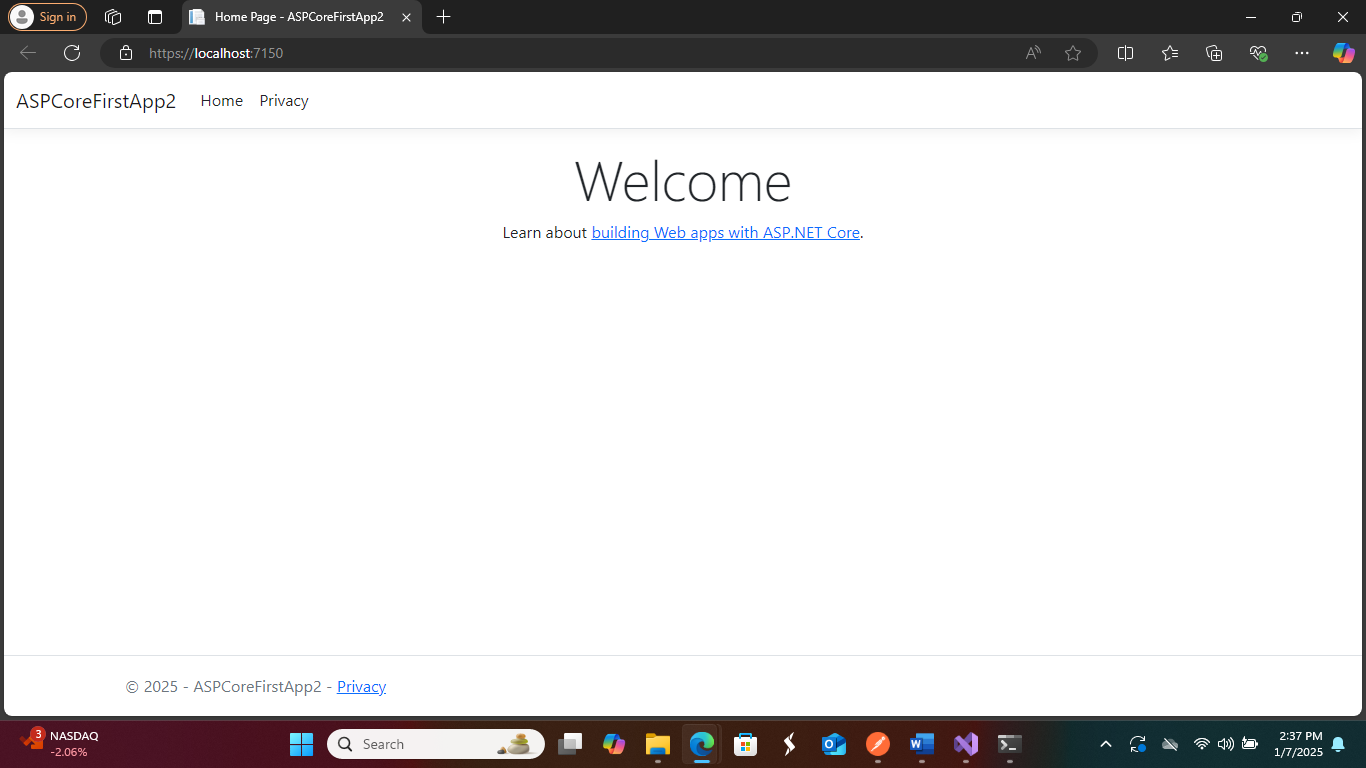 Sign in
Home Page - ASPCoreFirstApp2
https://localhost:7150
ASPCoreFirstApp2 Home Privacy
Welcome
Learn about building Web apps with ASP.NET Core.
© 2025 - ASPCoreFirstApp2 - Privacy
3
NASDAQ
-2.06%
Search
2:37 PM
1/7/2025